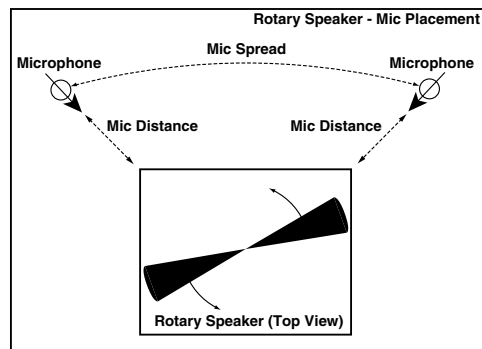 Rotary Speaker - Mic Placement
Mic Spread
Microphone
Microphone
Mic Distance
Mic Distance
Rotary Speaker (Top View)